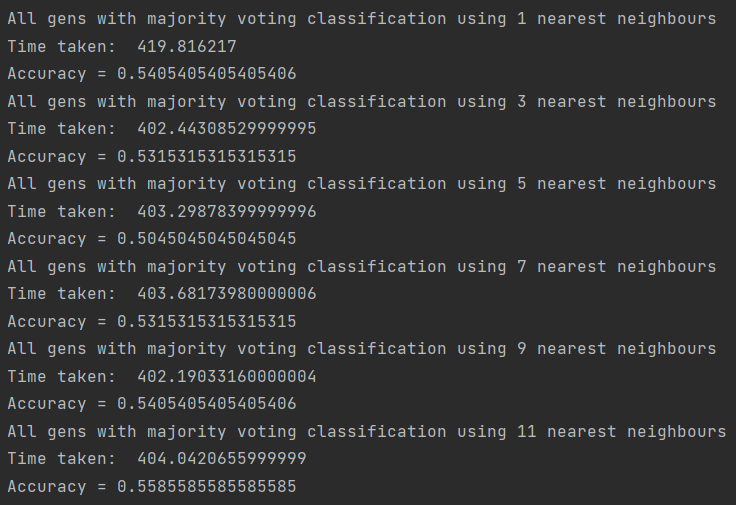 All gens with majority voting classification using 1 nearest neighbours
Time taken:  419.816217
Accuracy = 0.5405405405405406
All gens with majority voting classification using 3 nearest neighbours
Time taken:  402.44308529999995
Accuracy = 0.5315315315315315
All gens with majority voting classification using 5 nearest neighbours
Time taken:  403.29878399999996
Accuracy = 0.5045045045045045
All gens with majority voting classification using 7 nearest neighbours
Time taken:  403.68173980000006
Accuracy = 0.5315315315315315
All gens with majority voting classification using 9 nearest neighbours
Time taken:  402.19033160000004
Accuracy = 0.5405405405405406
All gens with majority voting classification using 11 nearest neighbours
Time taken:  404.0420655999999
Accuracy = 0.5585585585585585